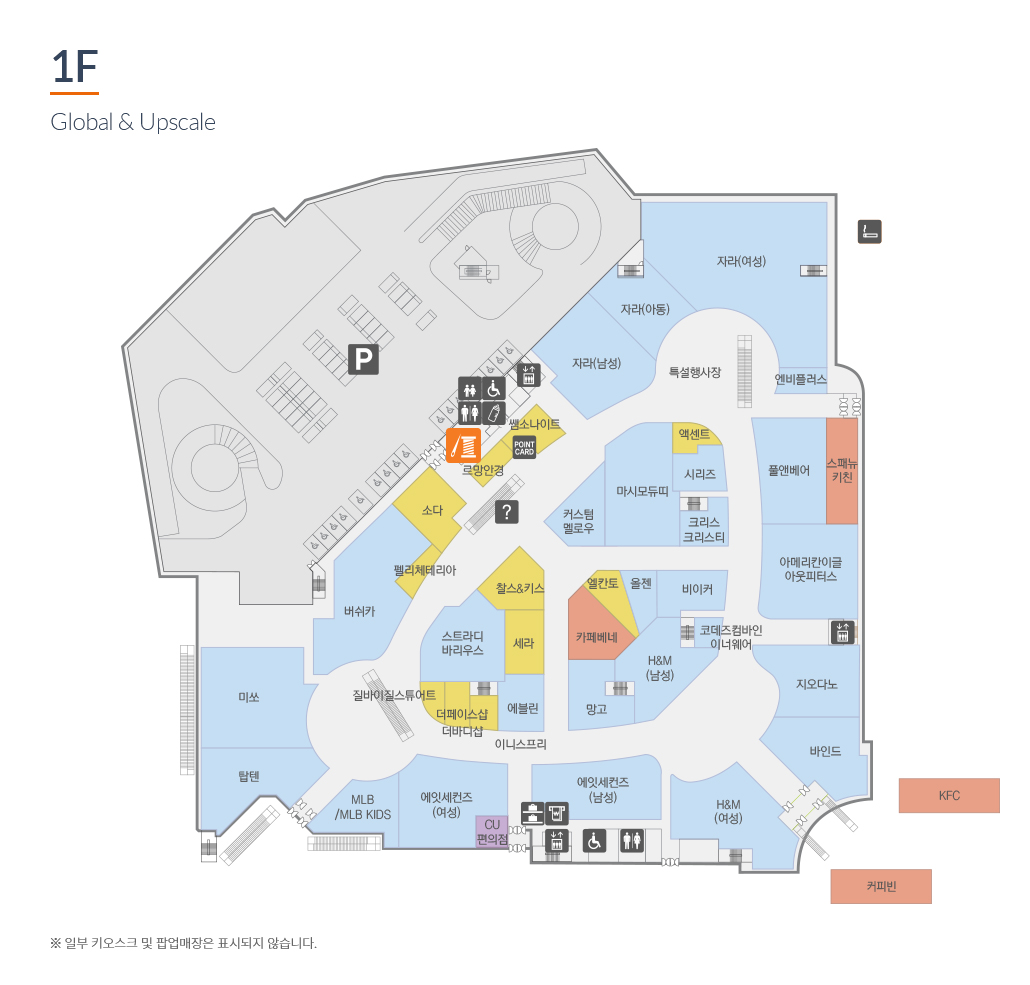 1F
Global & Upscale
자라(여성)
자라(아동)
자라(남성)
특설행사장
엔비플러스
P
쌤소나이트
POINT
CARD
로망안경
액센트
시리즈
마시모듀띠
풀앤베어
스패뉴
키친
소다
?
커스텀
멜로우
크리스
크리스티
펠리체테리아
아메리칸이글
아웃피터스
찰스&키스
엘칸토
올젠
비이커
버쉬카
스트라디
바리우스
세라
카페베네
코데즈컴바인
이너웨어
H&M
(남성)
미쏘
질바이질스튜어트
더페이스샵
더바디샵
에블린
망고
지오다노
이니스프리
바인드
탑텐
MLB
/MLB KIDS
에잇세컨즈
(여성)
에잇세컨즈
(남성)
H&M
(여성)
KFC
CU
편의점
커피빈
※ 일부 키오스크 및 팝업매장은 표시되지 않습니다.